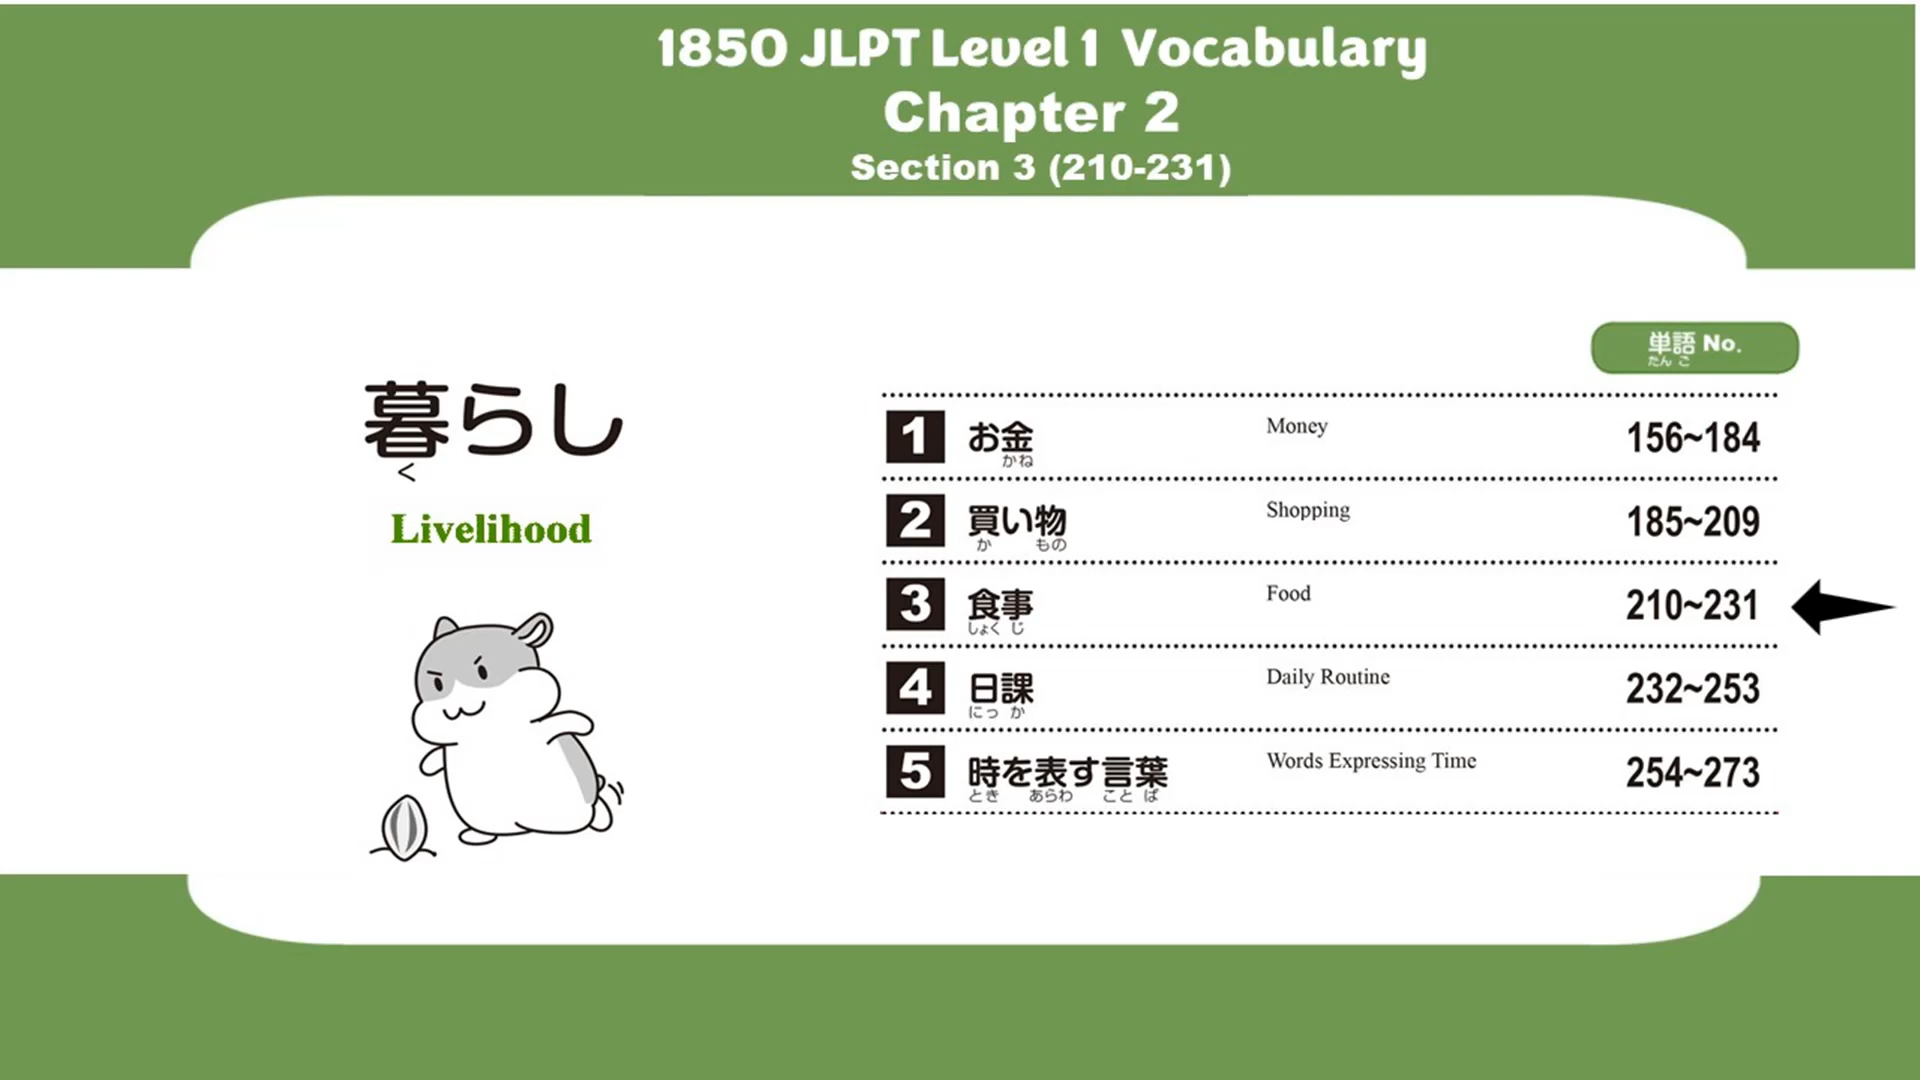 1850 JLPT Level 1 Vocabulary
Chapter 2
Section 3 (210-231)
単語 No.
たん ご
暮らし
く
Livelihood
1 お金 Money 156~184
かね
2 買い物 Shopping 185~209
か もの
3 食事 Food 210~231
しょく じ
4 日課 Daily Routine 232~253
にっ か
5 時を表す言葉 Words Expressing Time 254~273
とき あらわ こと ば